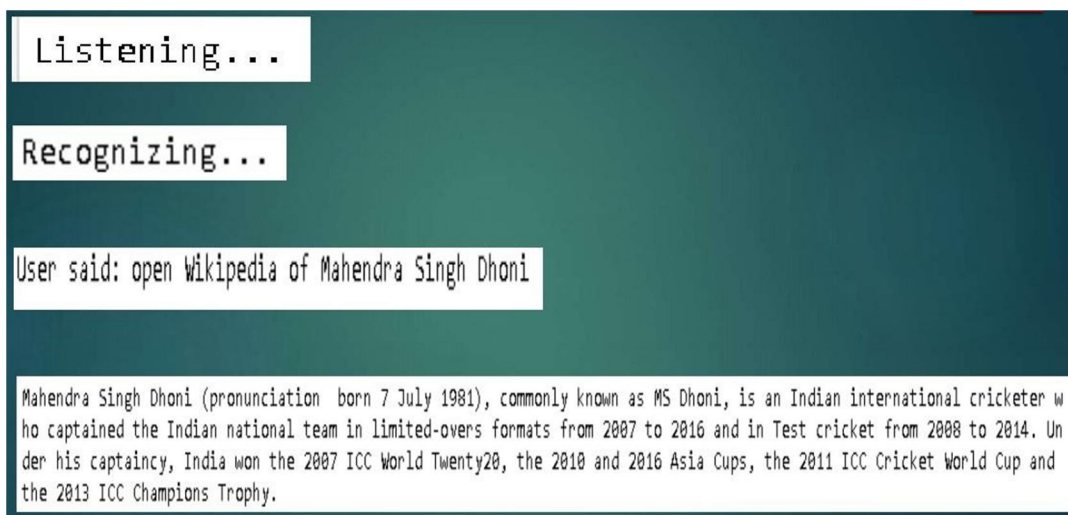 Listening...
Recognizing...
User said: open Wikipedia of Mahendra Singh Dhoni
Mahendra Singh Dhoni (pronunciation  born 7 July 1981), commonly known as MS Dhoni, is an Indian international cricketer w
ho captained the Indian national team in limited-overs formats from 2007 to 2016 and in Test cricket from 2008 to 2014. Un
der his captaincy, India won the 2007 ICC World Twenty20, the 2010 and 2016 Asia Cups, the 2011 ICC Cricket World Cup and
the 2013 ICC Champions Trophy.